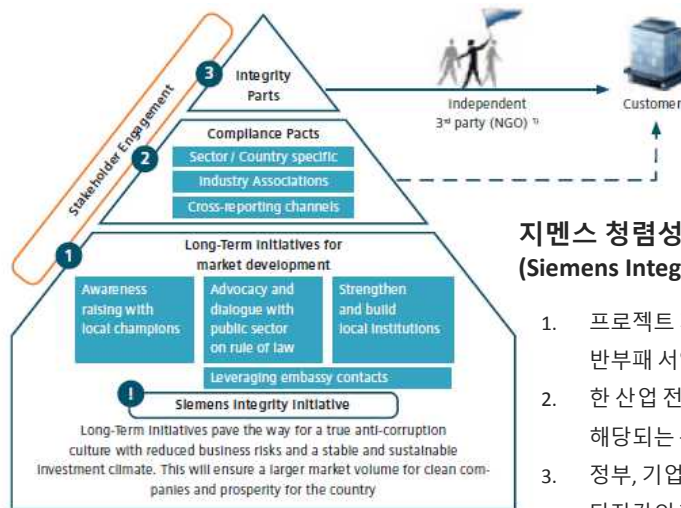 3
Integrity
Parts
Independent
3rd party (NGO) 1)
Customer
Stakeholder Engagement
2
Compliance Pacts
Sector / Country specific
Industry Associations
Cross-reporting channels
1
Long-Term Initiatives for
market development
Awareness
raising with
local champions
Advocacy and
dialogue with
public sector
on rule of law
Strengthen
and build
local institutions
Leveraging embassy contacts
!
Siemens Integrity Initiative
Long-Term Initiatives pave the way for a true anti-corruption
culture with reduced business risks and a stable and sustainable
investment climate. This will ensure a larger market volume for clean com-
panies and prosperity for the country
지멘스 청렴성
(Siemens Integ
1. 프로젝트
반부패 서
2. 한 산업 전
해당되는
3. 정부, 기업